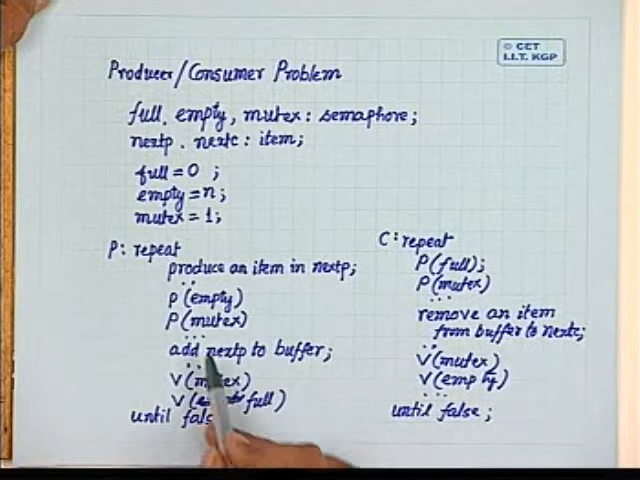 © CET
I.I.T. KGP
Producer/Consumer Problem
full, empty, mutex : semaphore;
nextp, nextc : item;
full = 0 ;
empty = n;
mutex = 1;
P: repeat
produce an item in nextp;
...
P(empty)
P(mutex)
...
add nextp to buffer;
...
V(mutex)
V( full)
until false
C: repeat
P(full);
P(mutex)
...
remove an item
from buffer to nextc;
...
V(mutex)
V(empty)
...
until false ;